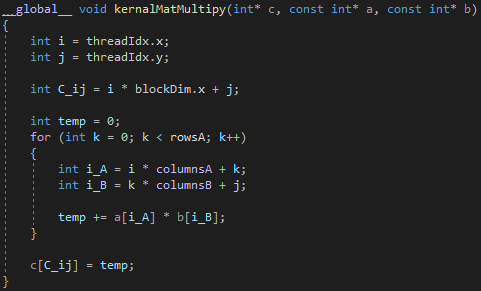 __global__ void kernalMatMultipy(int* c, const int* a, const int* b)
{
int i = threadIdx.x;
int j = threadIdx.y;
int C_ij = i * blockDim.x + j;
int temp = 0;
for (int k = 0; k < rowsA; k++)
{
int i_A = i * columnsA + k;
int i_B = k * columnsB + j;
temp += a[i_A] * b[i_B];
}
c[C_ij] = temp;
}